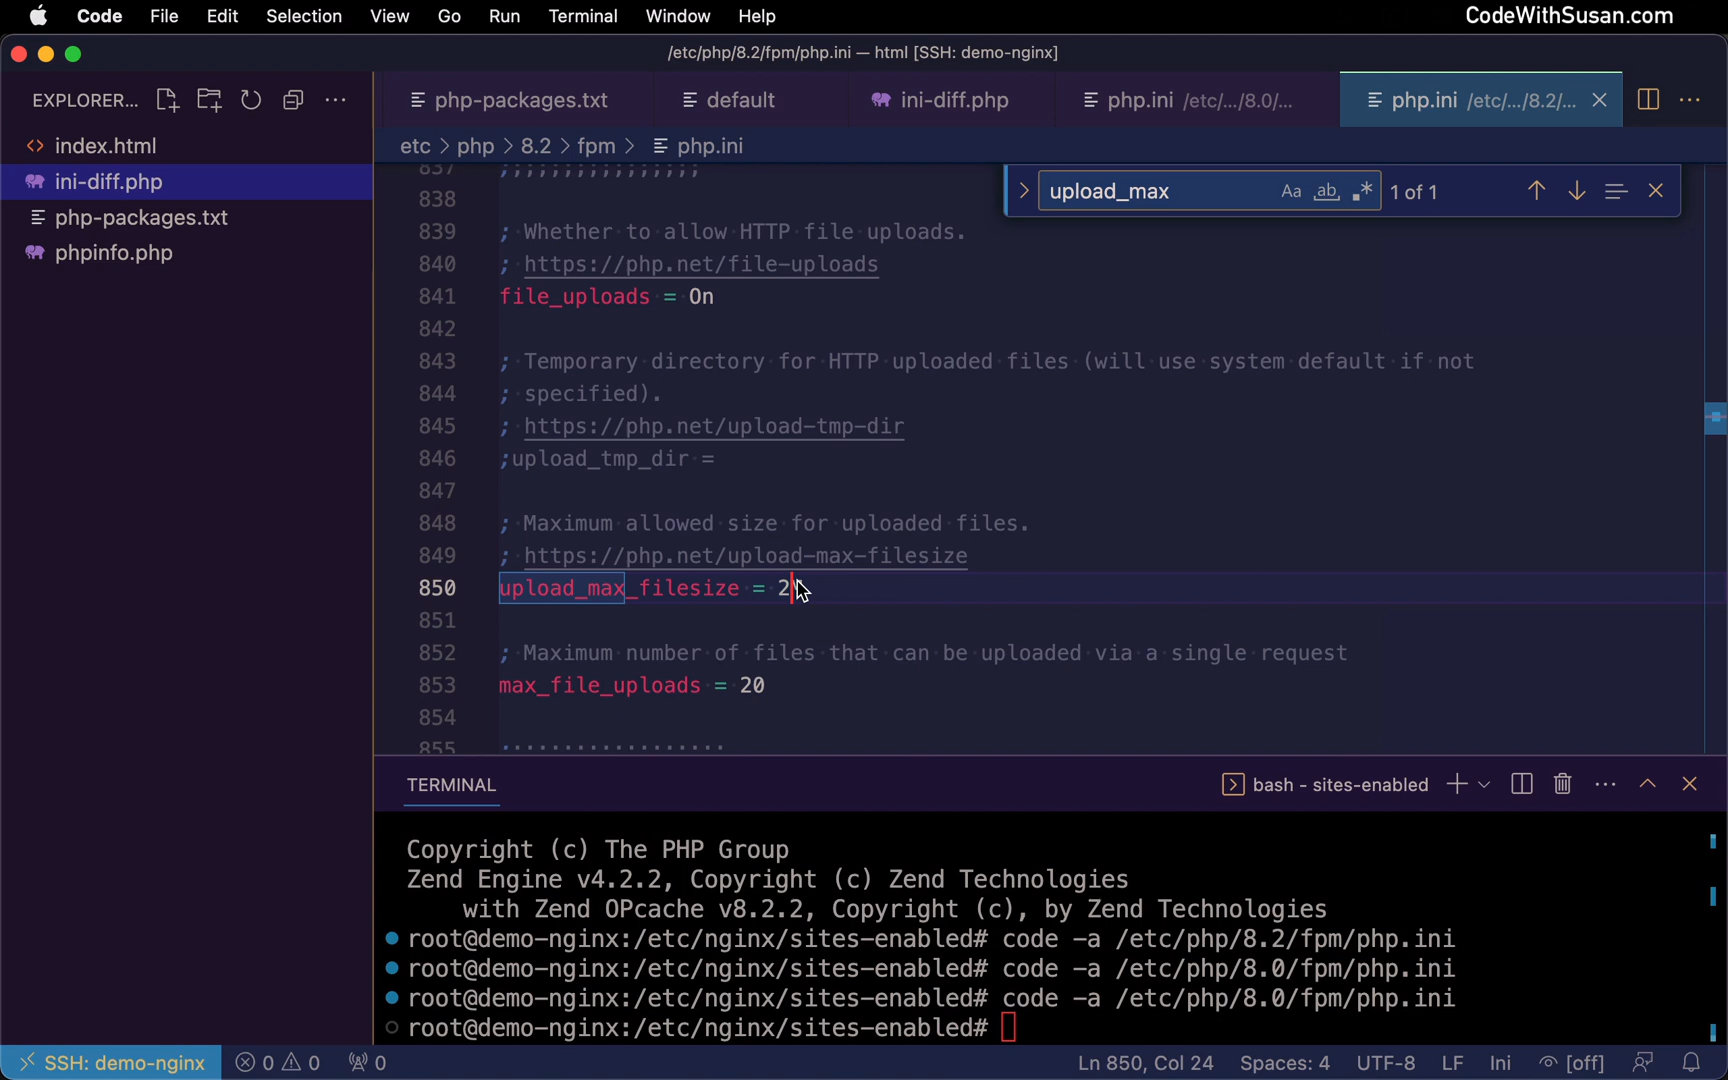 Code File Edit Selection View Go Run Terminal Window Help
CodeWithSusan.com
/etc/php/8.2/fpm/php.ini — html [SSH: demo-nginx]
EXPLORER...
php-packages.txt
default
ini-diff.php
php.ini /etc/.../8.0/...
php.ini /etc/.../8.2/...
index.html
ini-diff.php
php-packages.txt
phpinfo.php
etc > php > 8.2 > fpm > php.ini
upload_max Aa ab 1 of 1
837 ;;;;;;;;;;;;;;;;
838
839 ; Whether to allow HTTP file uploads.
840 ; https://php.net/file-uploads
841 file_uploads = On
842
843 ; Temporary directory for HTTP uploaded files (will use system default if not
844 ; specified).
845 ; https://php.net/upload-tmp-dir
846 ;upload_tmp_dir =
847
848 ; Maximum allowed size for uploaded files.
849 ; https://php.net/upload-max-filesize
850 upload_max_filesize = 2
851
852 ; Maximum number of files that can be uploaded via a single request
853 max_file_uploads = 20
854
855
TERMINAL
bash - sites-enabled
Copyright (c) The PHP Group
Zend Engine v4.2.2, Copyright (c) Zend Technologies
with Zend OPcache v8.2.2, Copyright (c), by Zend Technologies
root@demo-nginx:/etc/nginx/sites-enabled# code -a /etc/php/8.2/fpm/php.ini
root@demo-nginx:/etc/nginx/sites-enabled# code -a /etc/php/8.0/fpm/php.ini
root@demo-nginx:/etc/nginx/sites-enabled# code -a /etc/php/8.0/fpm/php.ini
root@demo-nginx:/etc/nginx/sites-enabled#
SSH: demo-nginx 0 0 0
Ln 850, Col 24 Spaces: 4 UTF-8 LF Ini [off]